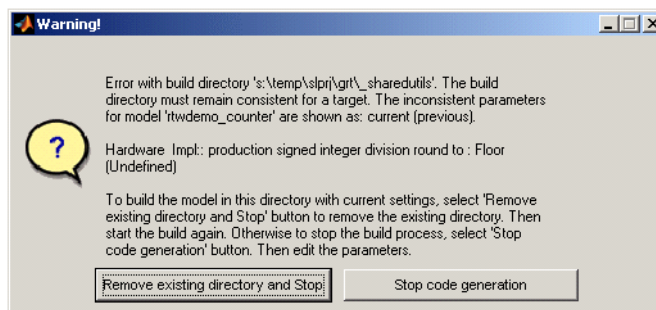 Warning!
Error with build directory 's:\temp\slprj\grt\_sharedutils'. The build
directory must remain consistent for a target. The inconsistent parameters
for model 'rtwdemo_counter' are shown as: current (previous).
?
Hardware Impl:: production signed integer division round to : Floor
(Undefined)
To build the model in this directory with current settings, select 'Remove
existing directory and Stop' button to remove the existing directory. Then
start the build again. Otherwise to stop the build process, select 'Stop
code generation' button. Then edit the parameters.
Remove existing directory and Stop
Stop code generation